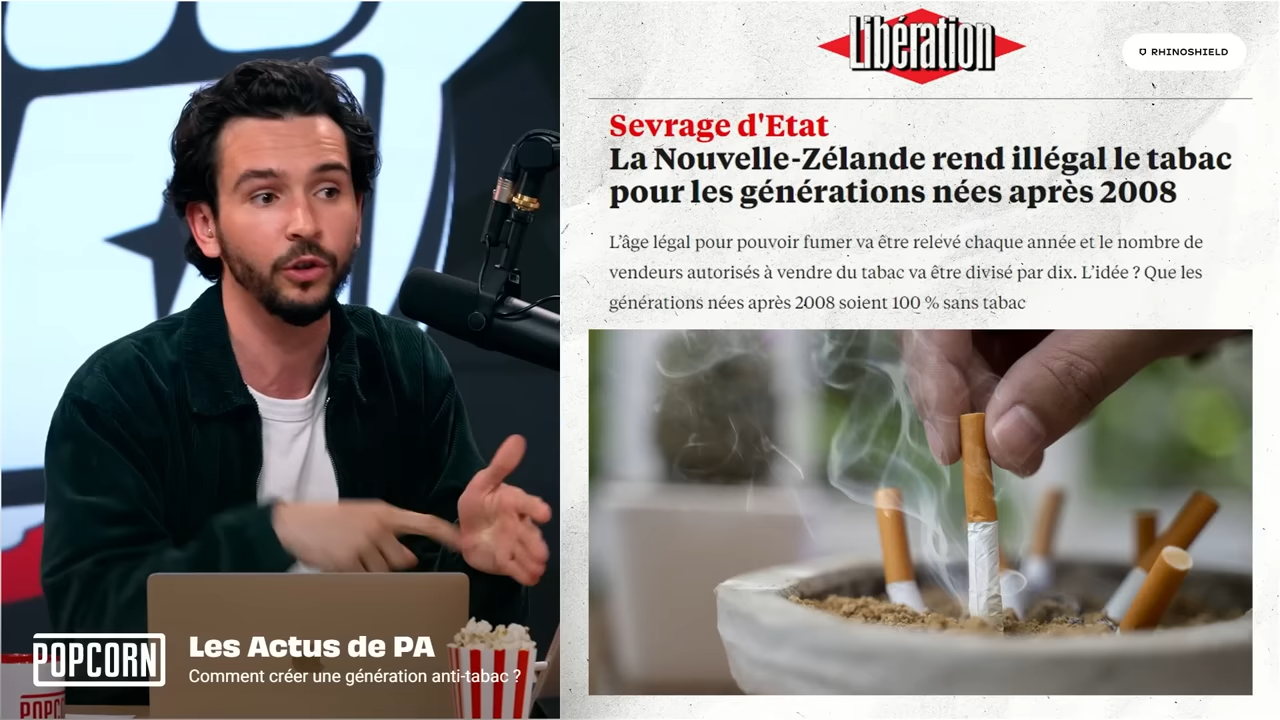 Libération
RHINOSHIELD
Sevrage d'Etat
La Nouvelle-Zélande rend illégal le tabac
pour les générations nées après 2008
L'âge légal pour pouvoir fumer va être relevé chaque année et le nombre de
vendeurs autorisés à vendre du tabac va être divisé par dix. L'idée ? Que les
générations nées après 2008 soient 100 % sans tabac
POPCORN
Les Actus de PA
Comment créer une génération anti-tabac ?
POPC